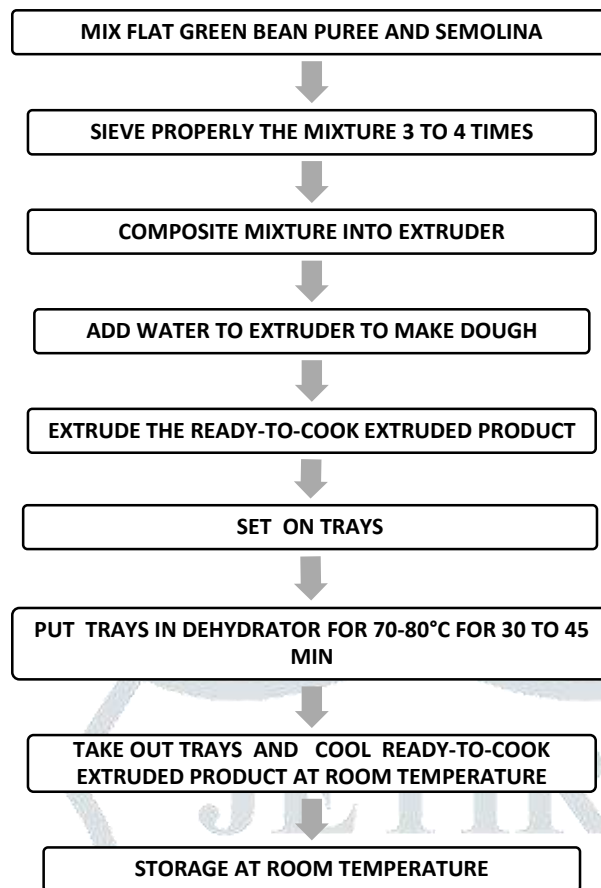 MIX FLAT GREEN BEAN PUREE AND SEMOLINA
SIEVE PROPERLY THE MIXTURE 3 TO 4 TIMES
COMPOSITE MIXTURE INTO EXTRUDER
ADD WATER TO EXTRUDER TO MAKE DOUGH
EXTRUDE THE READY-TO-COOK EXTRUDED PRODUCT
SET ON TRAYS
PUT TRAYS IN DEHYDRATOR FOR 70-80°C FOR 30 TO 45
MIN
TAKE OUT TRAYS AND COOL READY-TO-COOK
EXTRUDED PRODUCT AT ROOM TEMPERATURE
JETIR
STORAGE AT ROOM TEMPERATURE